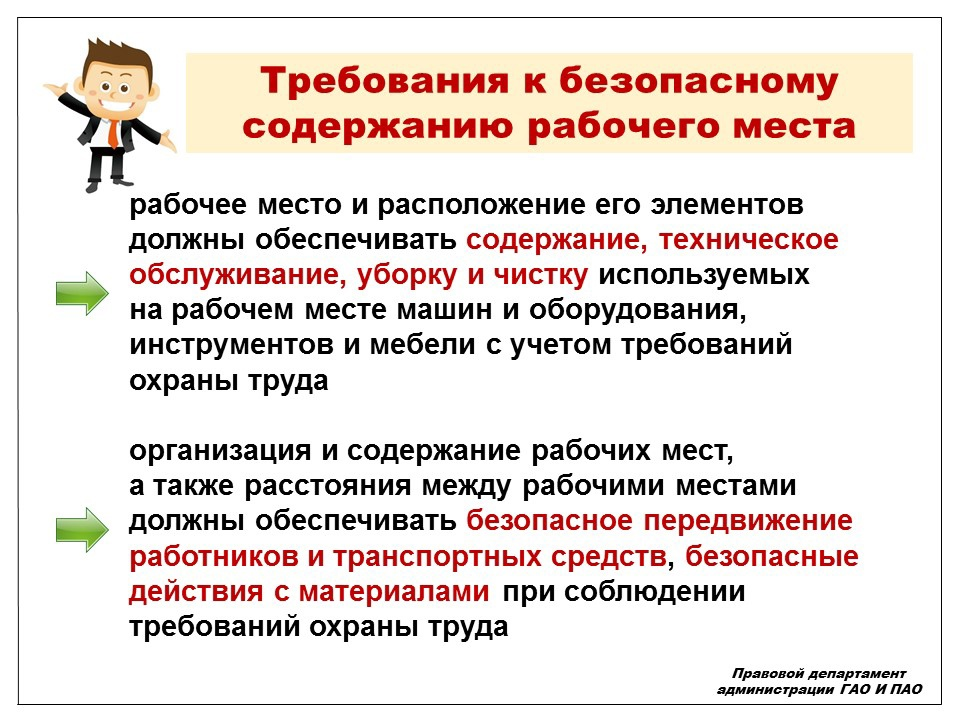 Требования к безопасному
содержанию рабочего места
рабочее место и расположение его элементов
должны обеспечивать содержание, техническое
обслуживание, уборку и чистку используемых
на рабочем месте машин и оборудования,
инструментов и мебели с учетом требований
охраны труда
организация и содержание рабочих мест,
а также расстояния между рабочими местами
должны обеспечивать безопасное передвижение
работников и транспортных средств, безопасные
действия с материалами при соблюдении
требований охраны труда
Правовой департамент
администрации ГАО И ПАО